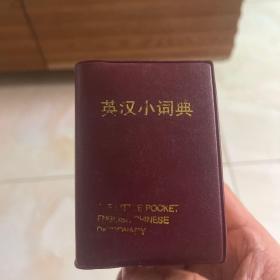 英汉小词典
A LITTLE POCKET
ENGLISH CHINESE
DICTIONARY